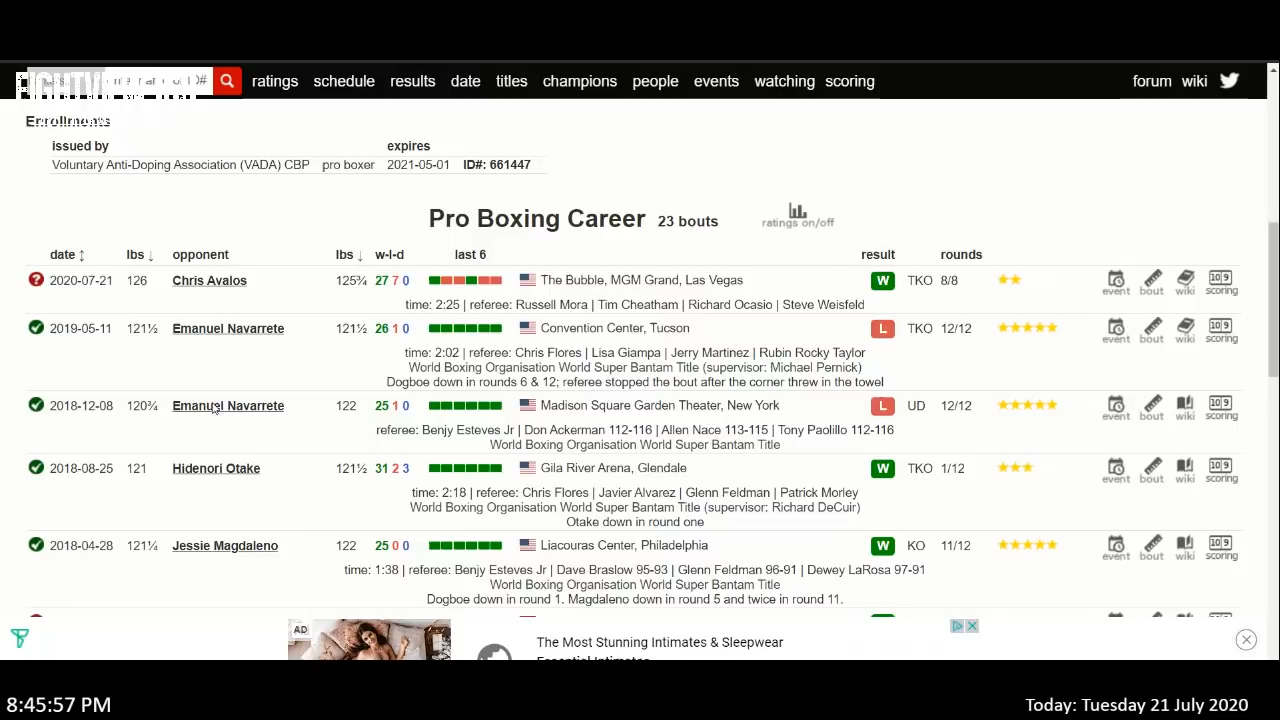 FIGHTVIEW360
ratings schedule results date titles champions people events watching scoring forum wiki
Enrollments
issued by expires
Voluntary Anti-Doping Association (VADA) CBP pro boxer 2021-05-01 ID#: 661447
Pro Boxing Career 23 bouts ratings on/off
date ↕ lbs ↓ opponent lbs ↓ w-l-d last 6 result rounds
2020-07-21 126 Chris Avalos 125¾ 27 7 0 The Bubble, MGM Grand, Las Vegas W TKO 8/8 event bout wiki 10 9 scoring
time: 2:25 | referee: Russell Mora | Tim Cheatham | Richard Ocasio | Steve Weisfeld
2019-05-11 121½ Emanuel Navarrete 121½ 26 1 0 Convention Center, Tucson L TKO 12/12 event bout wiki 10 9 scoring
time: 2:02 | referee: Chris Flores | Lisa Giampa | Jerry Martinez | Rubin Rocky Taylor
World Boxing Organisation World Super Bantam Title (supervisor: Michael Pernick)
Dogboe down in rounds 6 & 12; referee stopped the bout after the corner threw in the towel
2018-12-08 120¾ Emanuel Navarrete 122 25 1 0 Madison Square Garden Theater, New York L UD 12/12 event bout wiki 10 9 scoring
referee: Benjy Esteves Jr | Don Ackerman 112-116 | Allen Nace 113-115 | Tony Paolillo 112-116
World Boxing Organisation World Super Bantam Title
2018-08-25 121 Hidenori Otake 121½ 31 2 3 Gila River Arena, Glendale W TKO 1/12 event bout wiki 10 9 scoring
time: 2:18 | referee: Chris Flores | Javier Alvarez | Glenn Feldman | Patrick Morley
World Boxing Organisation World Super Bantam Title (supervisor: Richard DeCuir)
Otake down in round one
2018-04-28 121¼ Jessie Magdaleno 122 25 0 0 Liacouras Center, Philadelphia W KO 11/12 event bout wiki 10 9 scoring
time: 1:38 | referee: Benjy Esteves Jr | Dave Braslow 95-93 | Glenn Feldman 96-91 | Dewey LaRosa 97-91
World Boxing Organisation World Super Bantam Title
Dogboe down in round 1. Magdaleno down in round 5 and twice in round 11.
AD
The Most Stunning Intimates & Sleepwear
Essential Intimates
8:45:57 PM
Today: Tuesday 21 July 2020